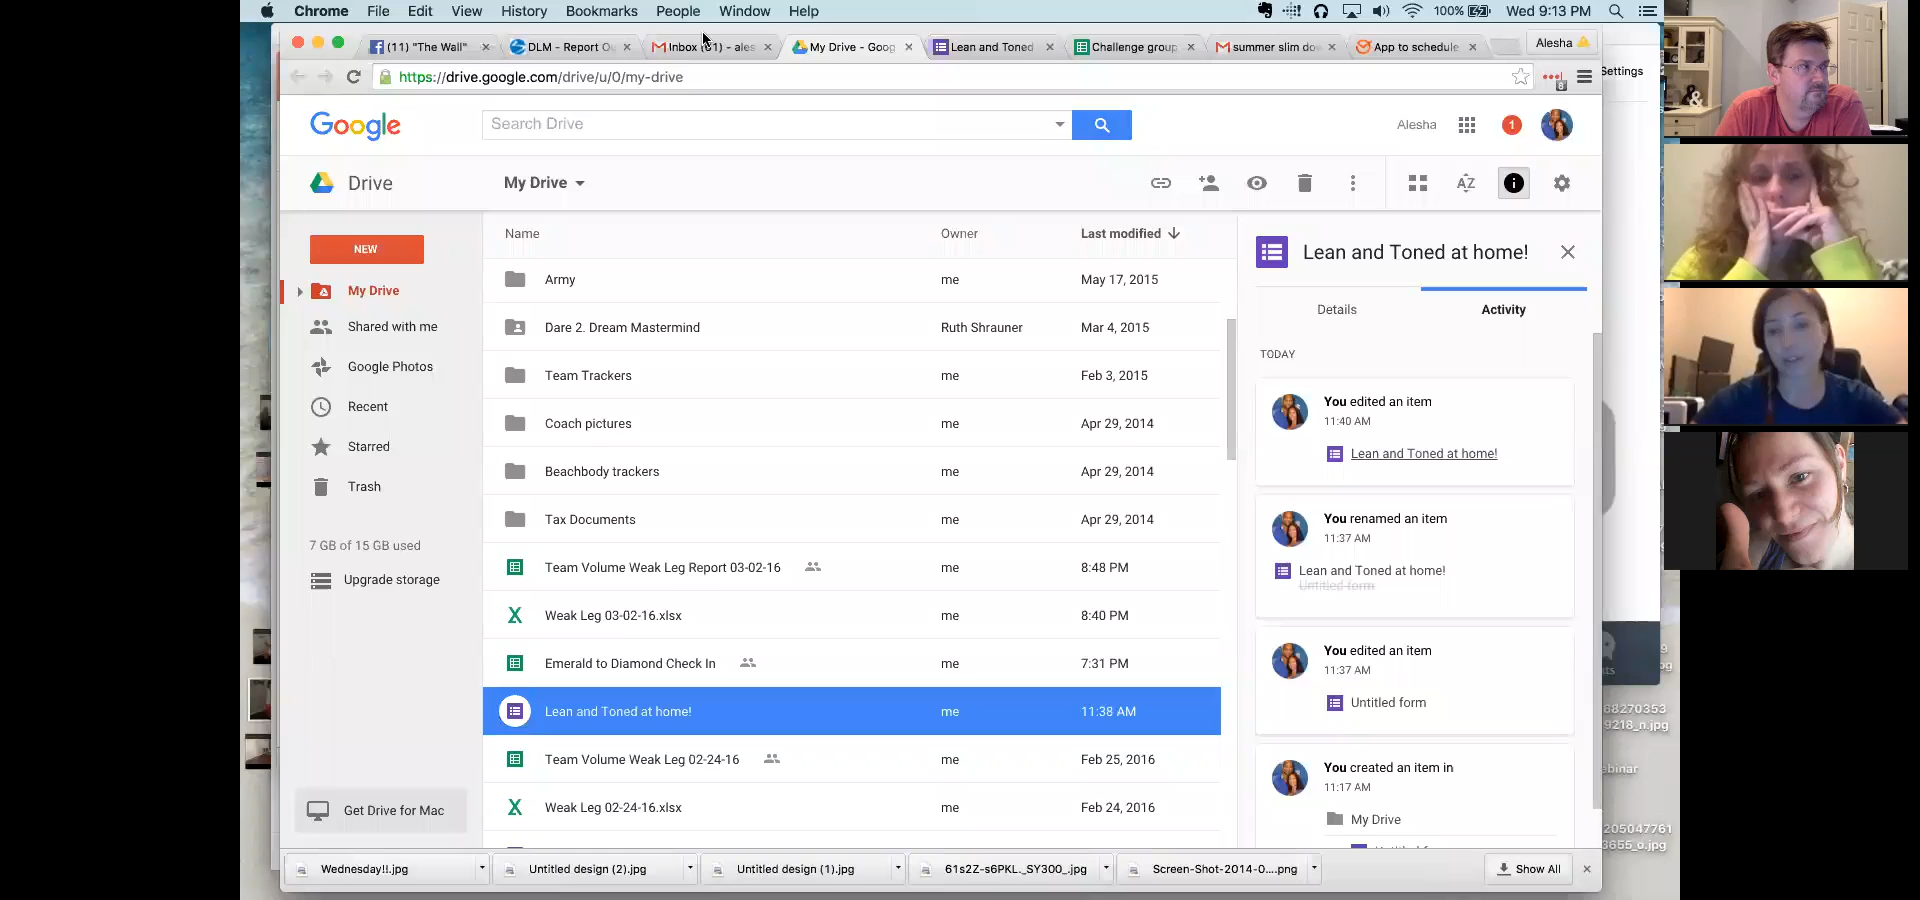 Chrome File Edit View History Bookmarks People Window Help 100% Wed 9:13 PM
(11) "The Wall" DLM - Report Ou Inbox My Drive - Goog Lean and Toned Challenge group summer slim do App to schedule Alesha
https://drive.google.com/drive/u/0/my-drive
Settings
Google Search Drive Alesha 1
Drive My Drive
Name Owner Last modified
NEW
My Drive
Shared with me
Google Photos
Recent
Starred
Trash
7 GB of 15 GB used
Upgrade storage
Get Drive for Mac
Army me May 17, 2015
Dare 2. Dream Mastermind Ruth Shrauner Mar 4, 2015
Team Trackers me Feb 3, 2015
Coach pictures me Apr 29, 2014
Beachbody trackers me Apr 29, 2014
Tax Documents me Apr 29, 2014
Team Volume Weak Leg Report 03-02-16 me 8:48 PM
Weak Leg 03-02-16.xlsx me 8:40 PM
Emerald to Diamond Check In me 7:31 PM
Lean and Toned at home! me 11:38 AM
Team Volume Weak Leg 02-24-16 me Feb 25, 2016
Weak Leg 02-24-16.xlsx me Feb 24, 2016
Lean and Toned at home!
Details Activity
TODAY
You edited an item
11:40 AM
Lean and Toned at home!
You renamed an item
11:37 AM
Lean and Toned at home!
Untitled form
You edited an item
11:37 AM
Untitled form
You created an item in
11:17 AM
My Drive
68270353
9218_n.jpg
ebinar
205047761
3655_o.jpg
Wednesday!!.jpg Untitled design (2).jpg Untitled design (1).jpg 61s2Z-s6PKL._SY300_.jpg Screen-Shot-2014-0....png Show All